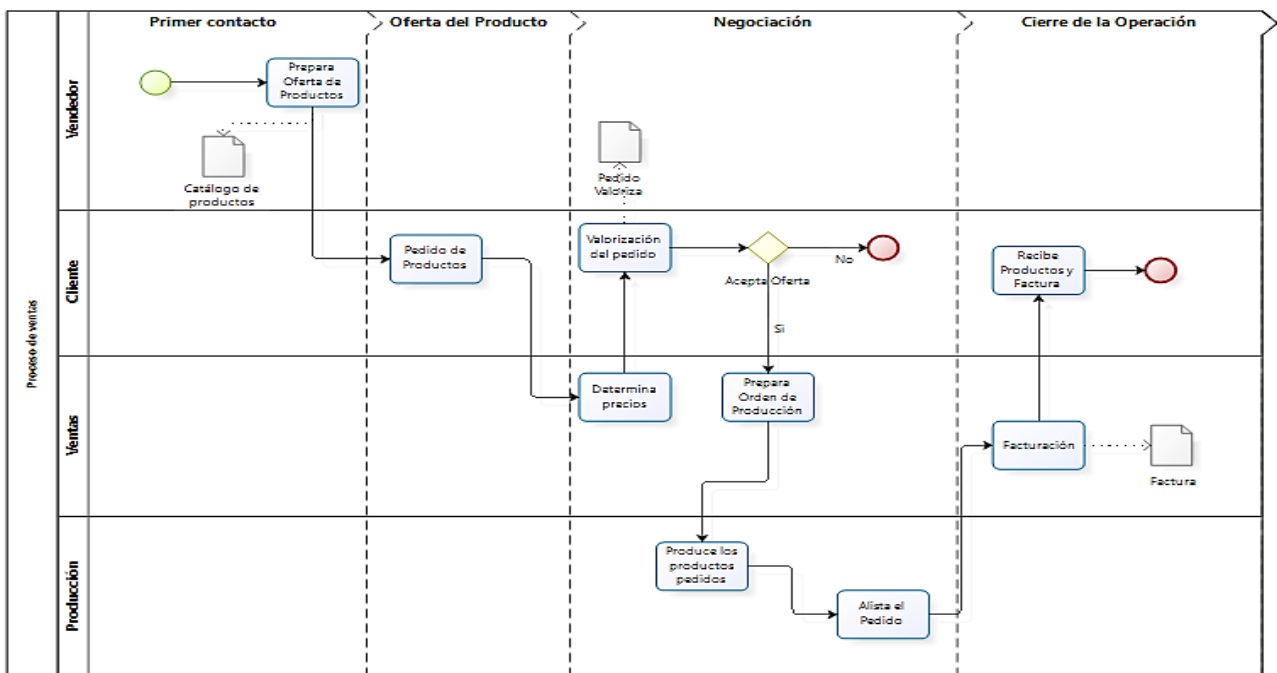 Primer contacto
Oferta del Producto
Negociación
Cierre de la Operación
Proceso de ventas
Vendedor
Prepara
Oferta de
Productos
Catálogo de
productos
Pedido
Valoriza
Cliente
Pedido de
Productos
Valorización
del pedido
Acepta Oferta
No
Si
Recibe
Productos y
Factura
Ventas
Determina
precios
Prepara
Orden de
Producción
Facturación
Factura
Producción
Produce los
productos
pedidos
Alista el
Pedido